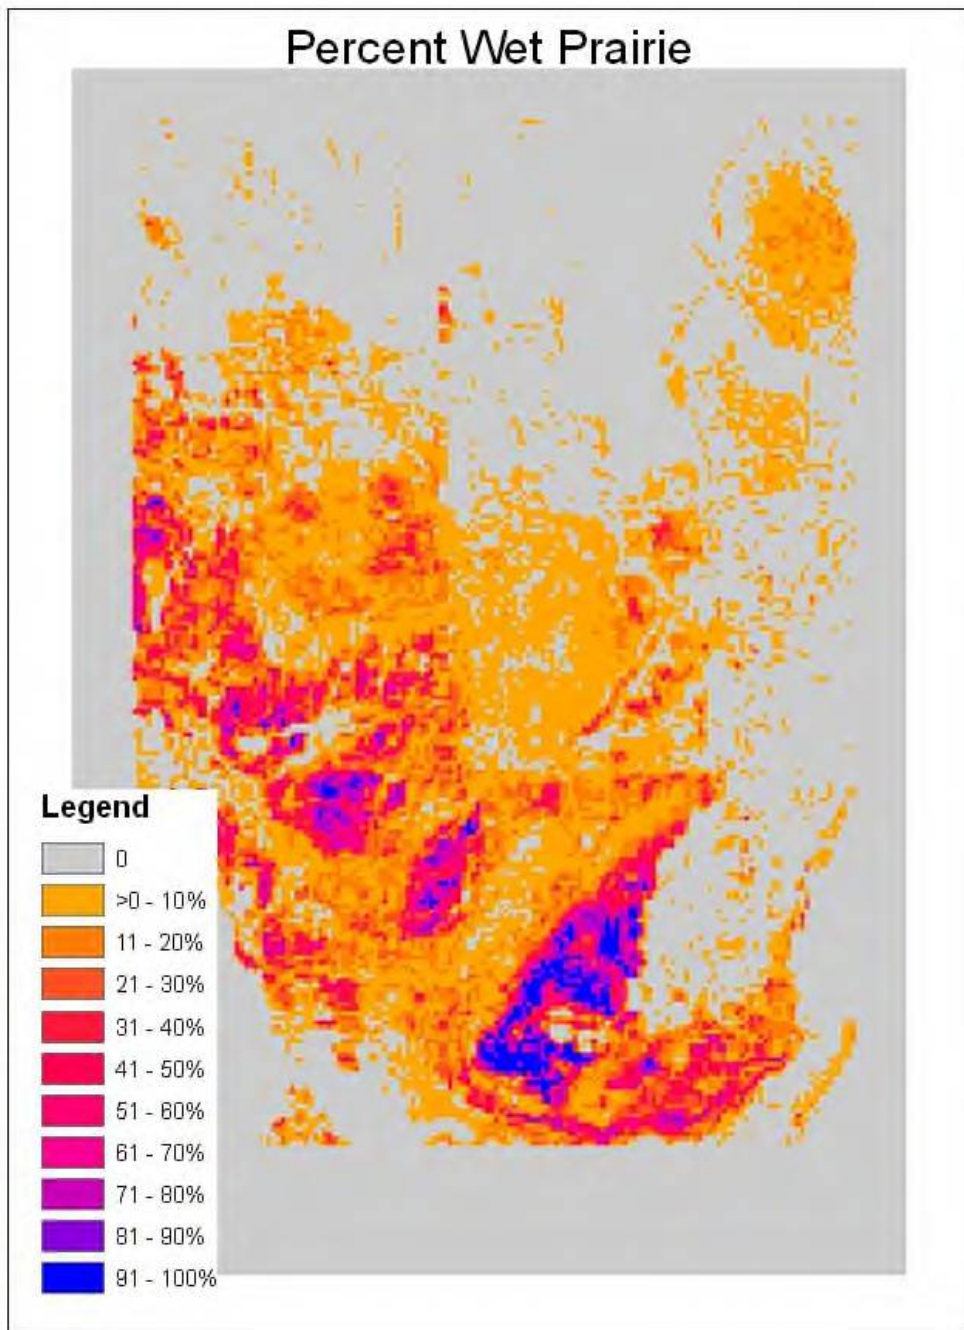 Percent Wet Prairie
Legend
0
>0 - 10%
11 - 20%
21 - 30%
31 - 40%
41 - 50%
51 - 60%
61 - 70%
71 - 80%
81 - 90%
91 - 100%